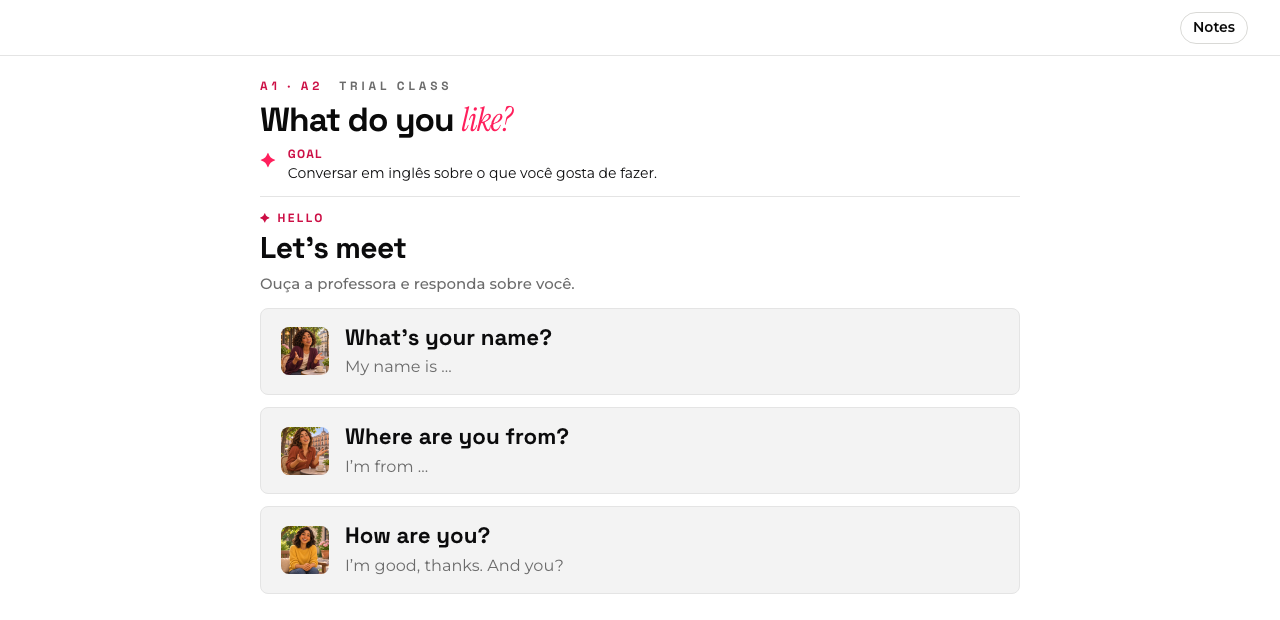 Notes
A1 · A2 TRIAL CLASS
What do you like?
GOAL
Conversar em inglês sobre o que você gosta de fazer.
HELLO
Let's meet
Ouça a professora e responda sobre você.
What's your name?
My name is ...
Where are you from?
I'm from ...
How are you?
I'm good, thanks. And you?